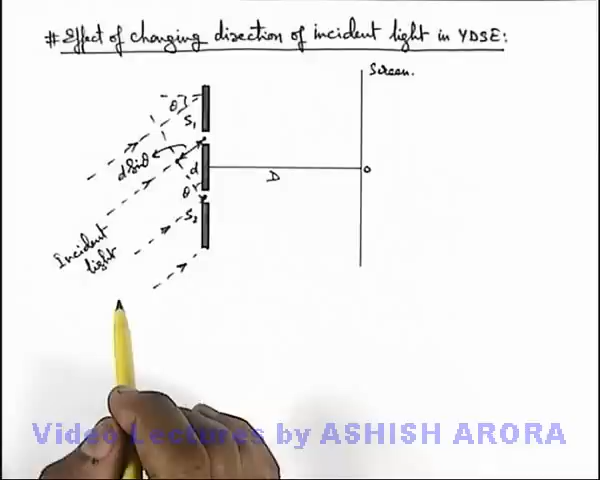 # Effect of changing direction of incident light in YDSE:
Screen.
θ
S₁
d sinθ
d
θ
D
O
S₂
Incident
light
Video Lectures by ASHISH ARORA